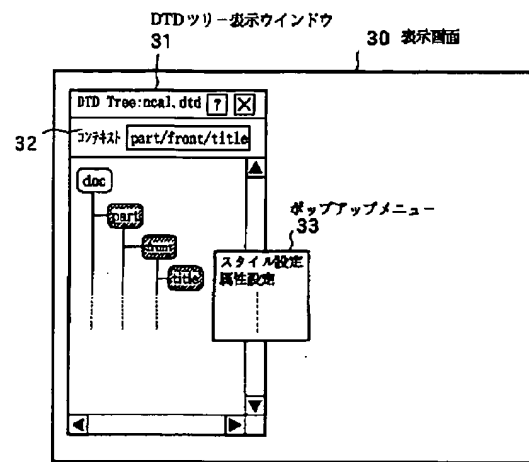 DTDツリー表示ウインドウ
31
30 表示画面
DTD Tree:ncal.dtd ? ×
32
コンテキスト part/front/title
doc
part
front
title
ポップアップメニュー
33
スタイル設定
属性設定